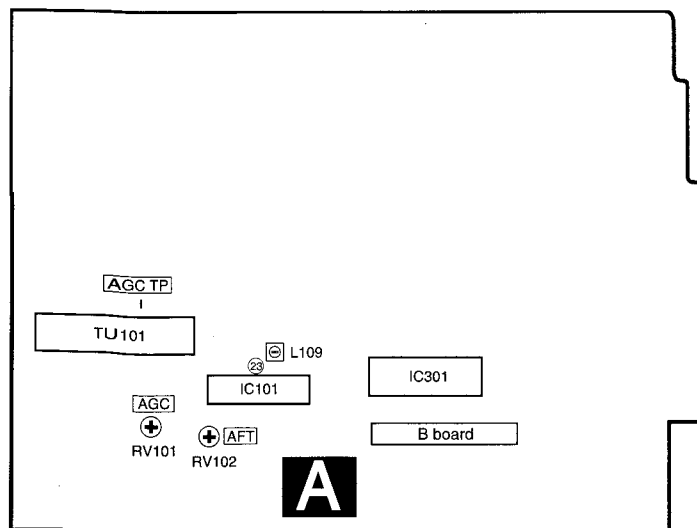 AGC TP
TU101
L109
23
IC101
IC301
AGC
RV101
AFT
RV102
B board
A